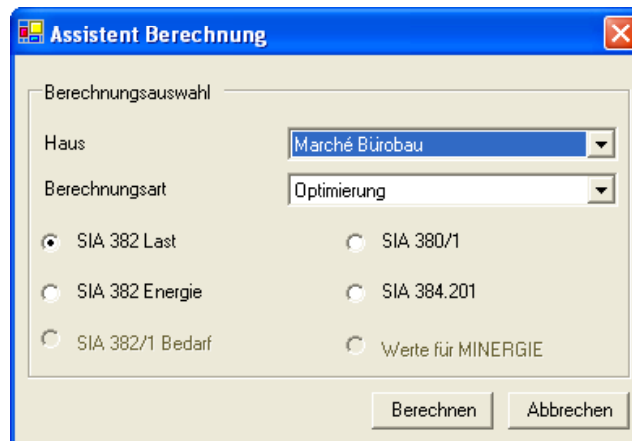 Assistent Berechnung
Berechnungsauswahl
Haus
Marché Bürobau
Berechnungsart
Optimierung
SIA 382 Last
SIA 380/1
SIA 382 Energie
SIA 384.201
SIA 382/1 Bedarf
Werte für MINERGIE
Berechnen
Abbrechen